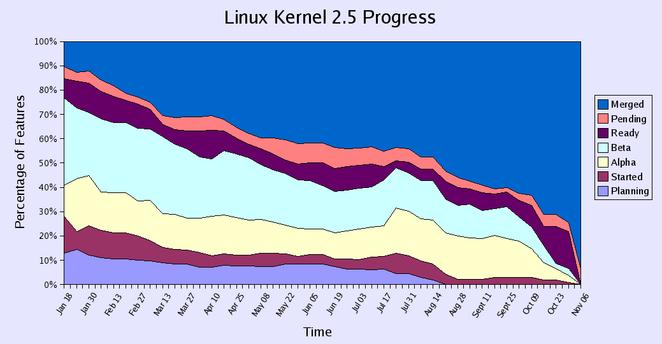 Linux Kernel 2.5 Progress
100%
90%
80%
70%
60%
50%
40%
30%
20%
10%
0%
Percentage of Features
Merged
Pending
Ready
Beta
Alpha
Started
Planning
Jan 18
Jan 30
Feb 13
Feb 27
Mar 13
Mar 27
Apr 10
Apr 25
May 08
May 22
Jun 05
Jun 19
Jul 03
Jul 17
Jul 31
Aug 14
Aug 28
Sept 11
Sept 25
Oct 09
Oct 23
Nov 06
Time